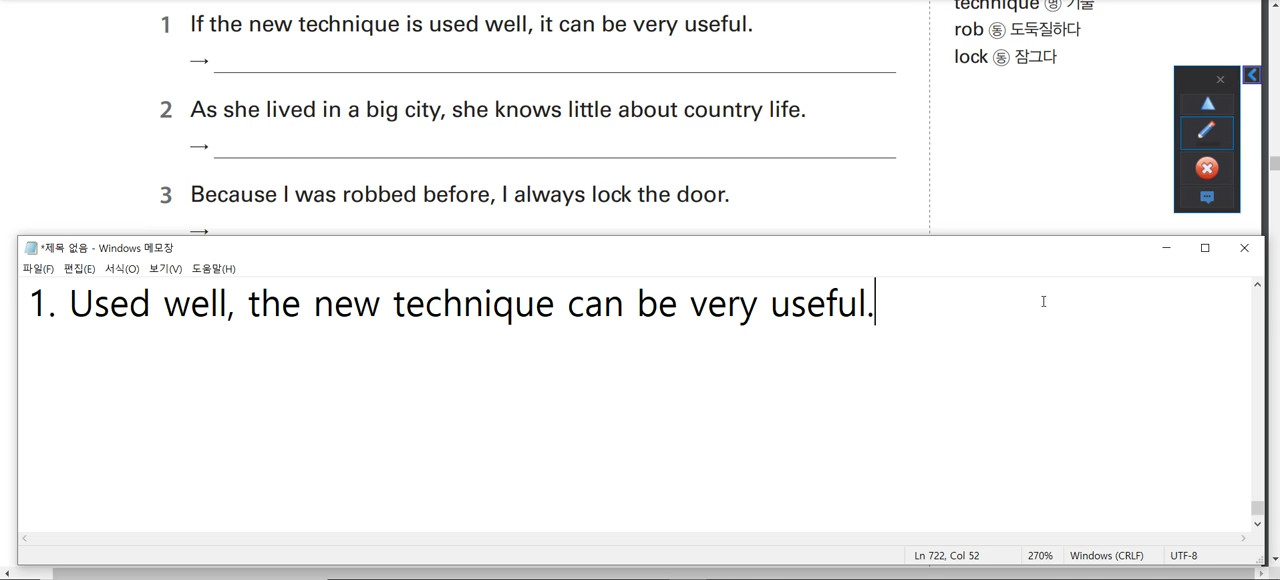 1 If the new technique is used well, it can be very useful.
→
2 As she lived in a big city, she knows little about country life.
→
3 Because I was robbed before, I always lock the door.
→
technique 명 기술
rob 동 도둑질하다
lock 동 잠그다
*제목 없음 - Windows 메모장
파일(F) 편집(E) 서식(O) 보기(V) 도움말(H)
1. Used well, the new technique can be very useful.
Ln 722, Col 52 270% Windows (CRLF) UTF-8